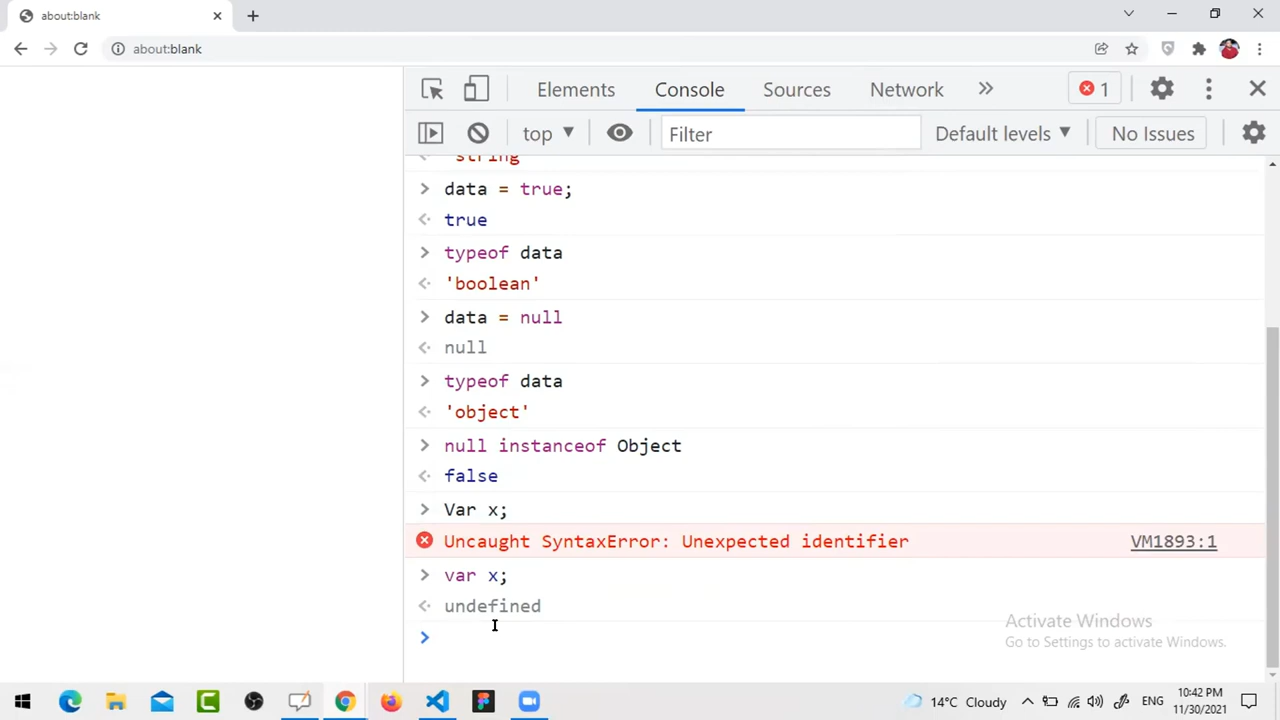 about:blank
about:blank
Elements Console Sources Network 1
top Filter Default levels No Issues
'string'
data = true;
true
typeof data
'boolean'
data = null
null
typeof data
'object'
null instanceof Object
false
Var x;
Uncaught SyntaxError: Unexpected identifier VM1893:1
var x;
undefined
Activate Windows
Go to Settings to activate Windows.
14°C Cloudy ENG 10:42 PM
11/30/2021